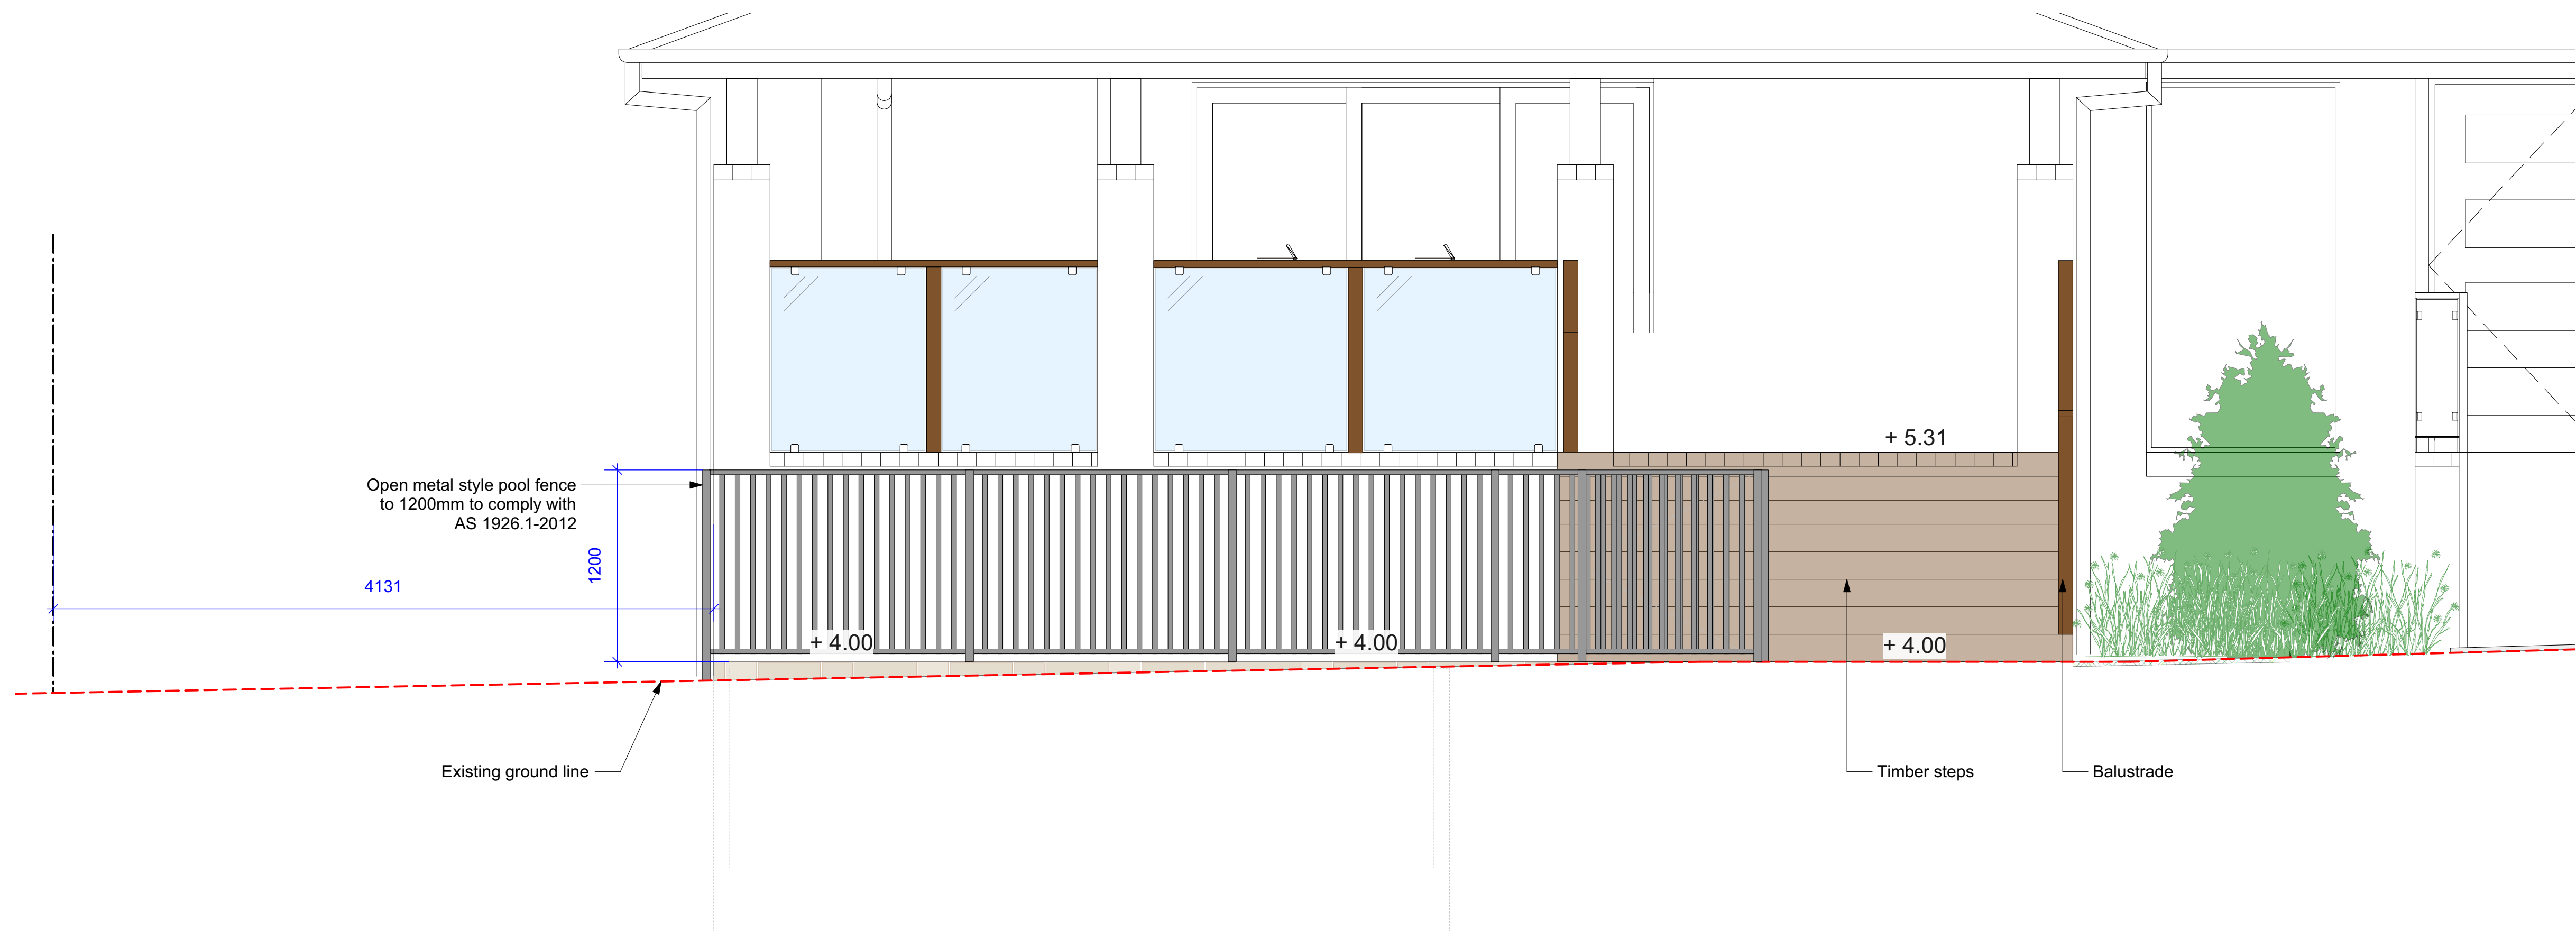 + 5.31
Open metal style pool fence
to 1200mm to comply with
AS 1926.1-2012
1200
4131
+ 4.00
+ 4.00
+ 4.00
Existing ground line
Timber steps
Balustrade